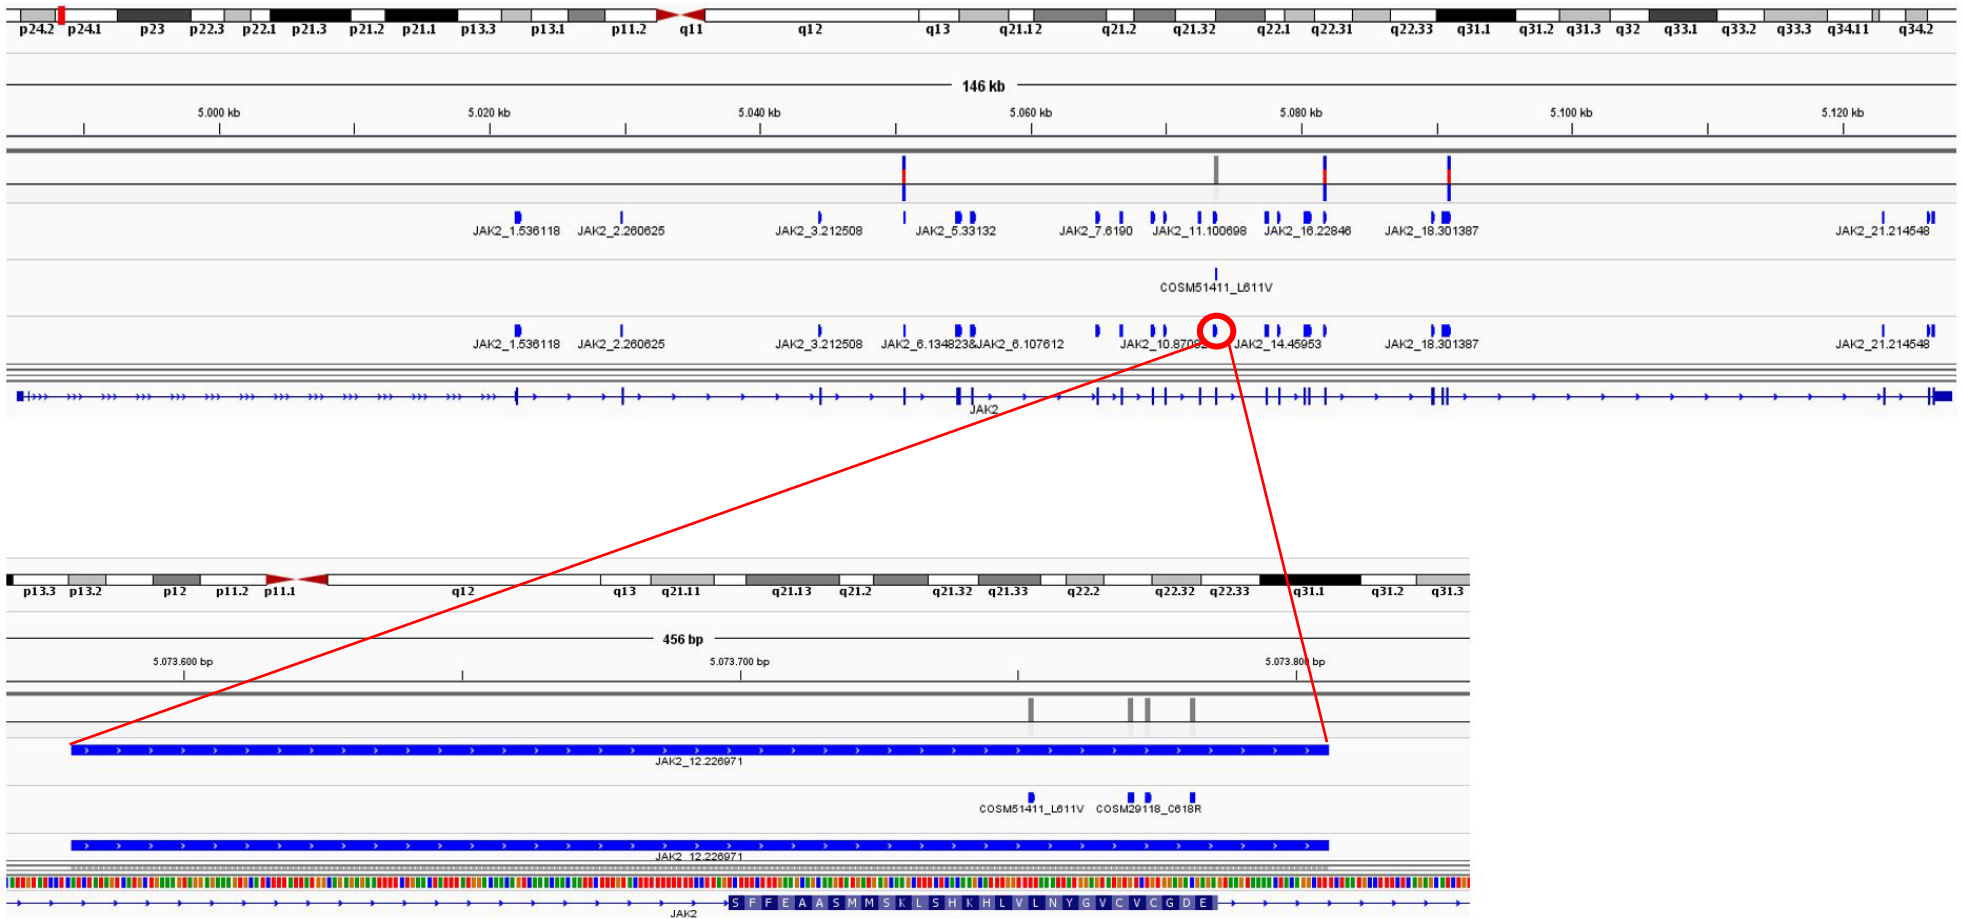 p24.2 p24.1 p23 p22.3 p22.1 p21.3 p21.2 p21.1 p13.3 p13.1 p11.2 q11 q12 q13 q21.12 q21.2 q21.32 q22.1 q22.31 q22.33 q31.1 q31.2 q31.3 q32 q33.1 q33.2 q33.3 q34.11 q34.2
146 kb
5.000 kb 5.020 kb 5.040 kb 5.060 kb 5.080 kb 5.100 kb 5.120 kb
JAK2_1.536118 JAK2_2.260625 JAK2_3.212508 JAK2_5.33132 JAK2_7.6190 JAK2_11.100698 JAK2_16.22846 JAK2_18.301387 JAK2_21.214548
COSM51411_L611V
JAK2_1.536118 JAK2_2.260625 JAK2_3.212508 JAK2_6.134823&JAK2_6.107612 JAK2_14.45953 JAK2_18.301387 JAK2_21.214548
JAK2
p13.3 p13.2 p12 p11.2 p11.1 q12 q13 q21.11 q21.13 q21.2 q21.32 q21.33 q22.2 q22.32 q22.33 q31.1 q31.2 q31.3
456 bp
5.073.600 bp 5.073.700 bp 5.073.800 bp
JAK2_12.226971
COSM51411_L611V COSM29118_C618R
JAK2_12.226971
S F F E A A S M M S K L S H K H L V L N Y G V C V C G D E
JAK2